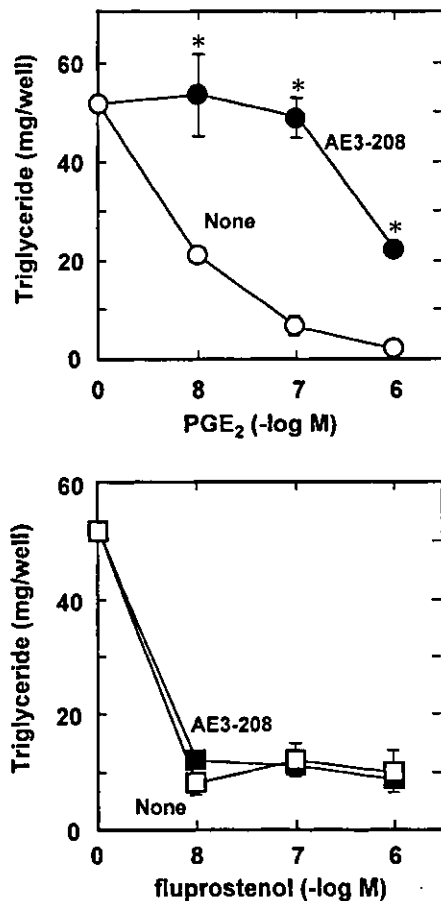 Triglyceride (mg/well)
60
40
20
0
*
*
*
AE3-208
None
0
8
7
6
PGE₂ (-log M)
Triglyceride (mg/well)
60
40
20
0
AE3-208
None
0
8
7
6
fluprostenol (-log M)